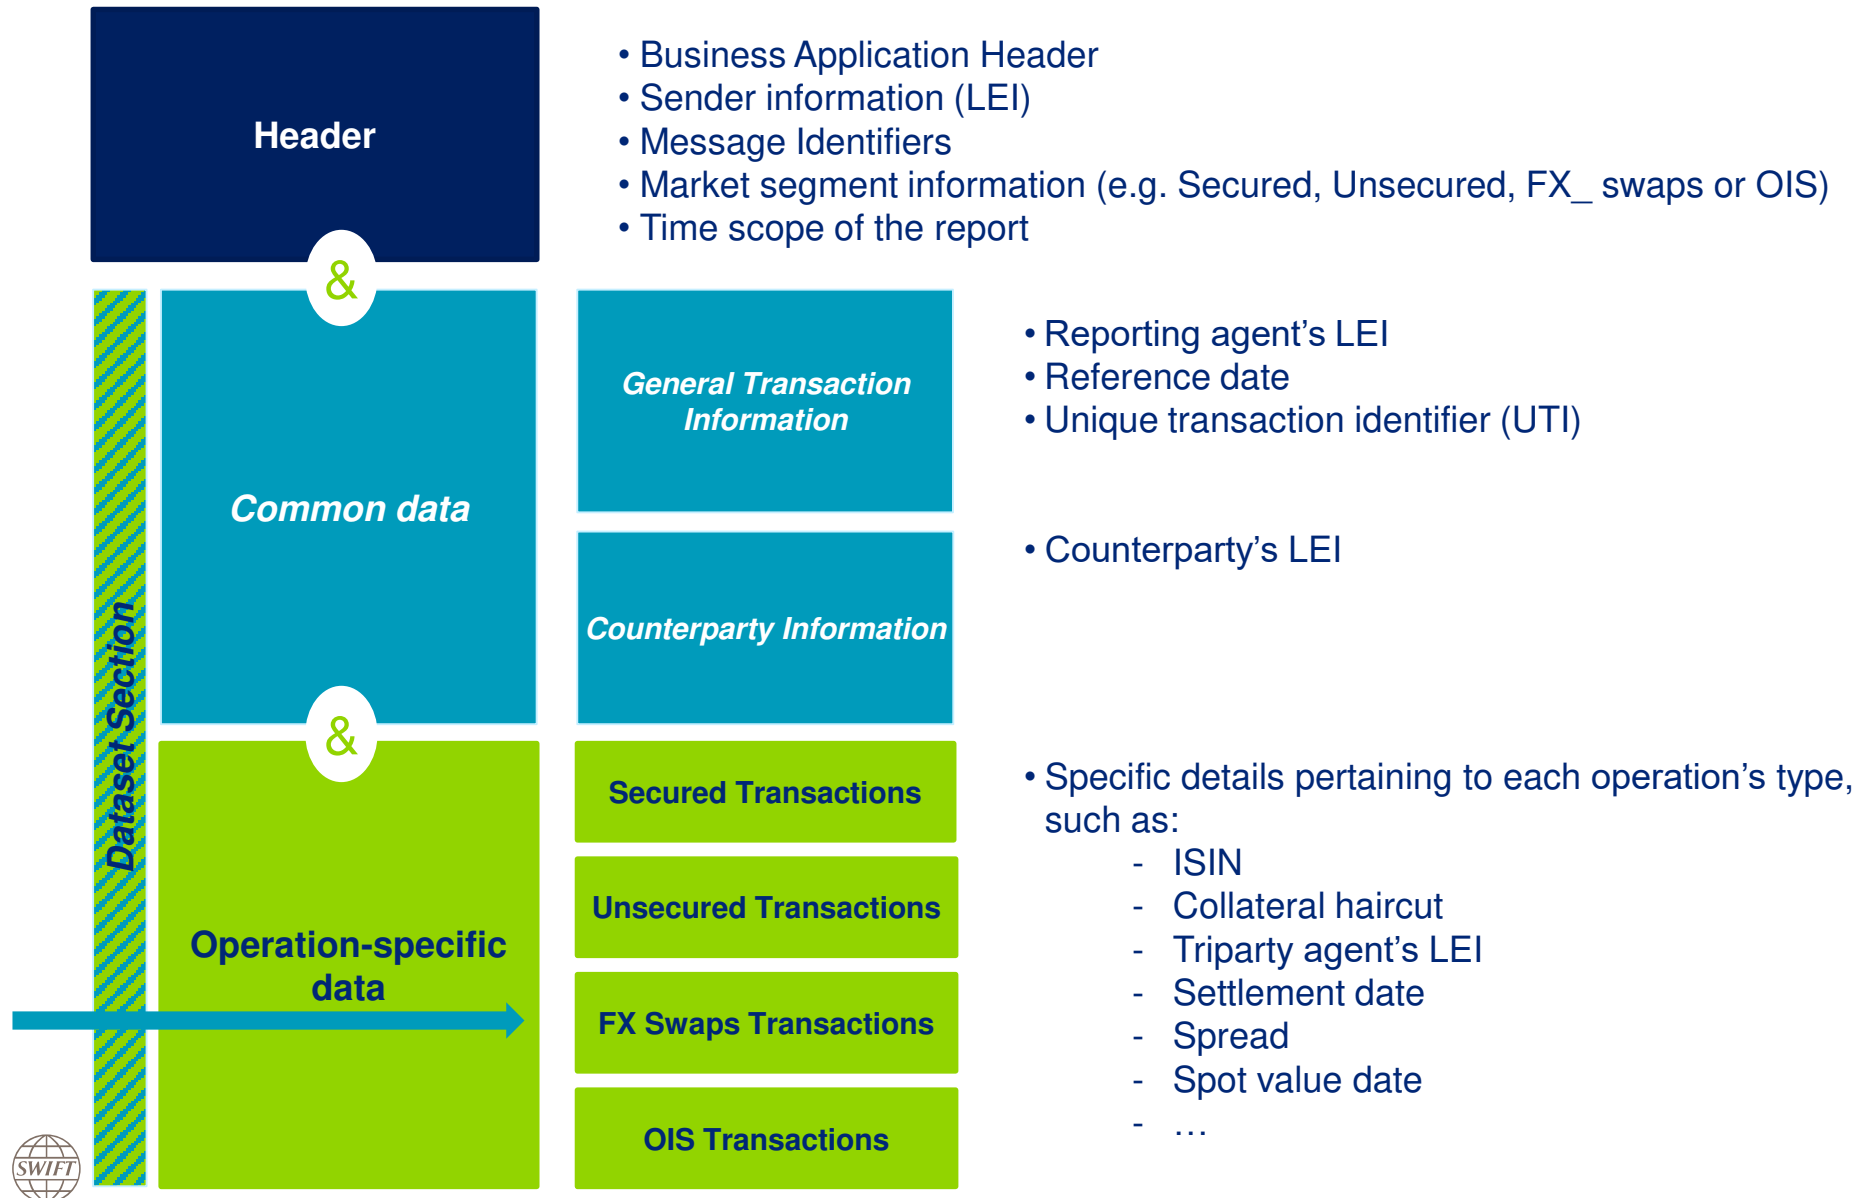 Header
• Business Application Header
• Sender information (LEI)
• Message Identifiers
• Market segment information (e.g. Secured, Unsecured, FX_ swaps or OIS)
• Time scope of the report
&
Dataset Section
Common data
General Transaction
Information
• Reporting agent’s LEI
• Reference date
• Unique transaction identifier (UTI)
Counterparty Information
• Counterparty’s LEI
&
Operation-specific
data
Secured Transactions
Unsecured Transactions
FX Swaps Transactions
OIS Transactions
• Specific details pertaining to each operation’s type,
such as:
- ISIN
- Collateral haircut
- Triparty agent’s LEI
- Settlement date
- Spread
- Spot value date
- …
SWIFT